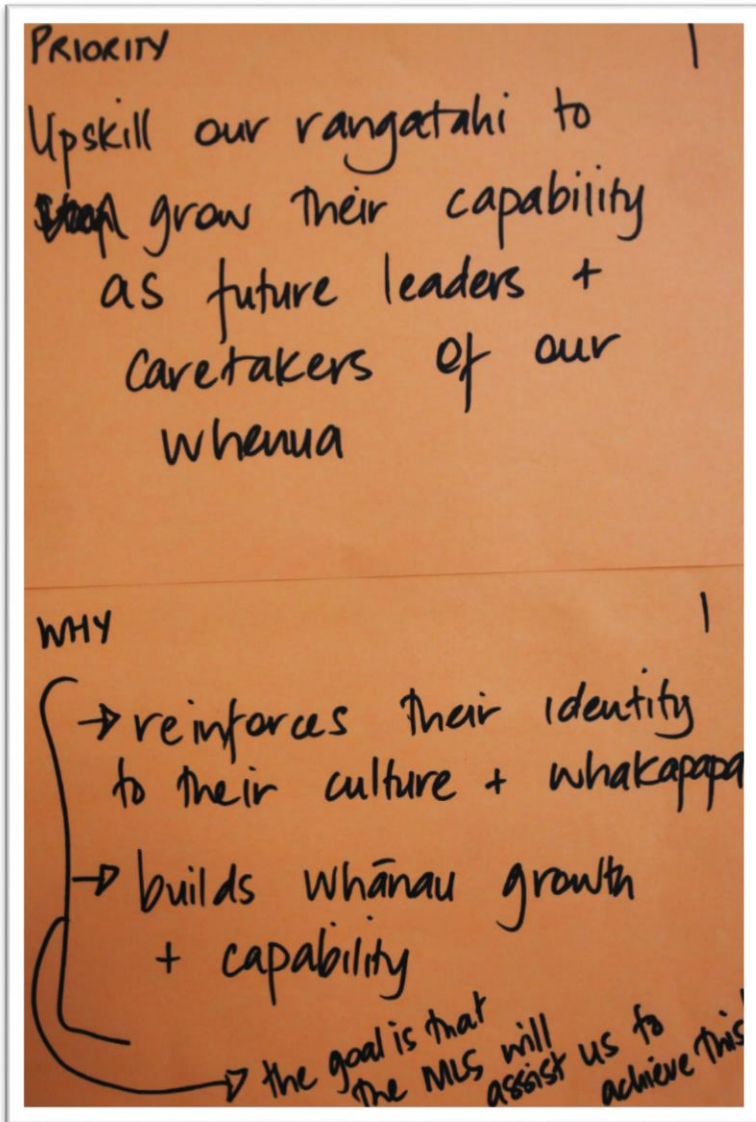 PRIORITY 1
Upskill our rangatahi to
grow their capability
as future leaders +
caretakers of our
whenua
WHY 1
→ reinforces their identity
to their culture + whakapapa
→ builds whānau growth
+ capability
→ the goal is that
the MLS will
assist us to
achieve this